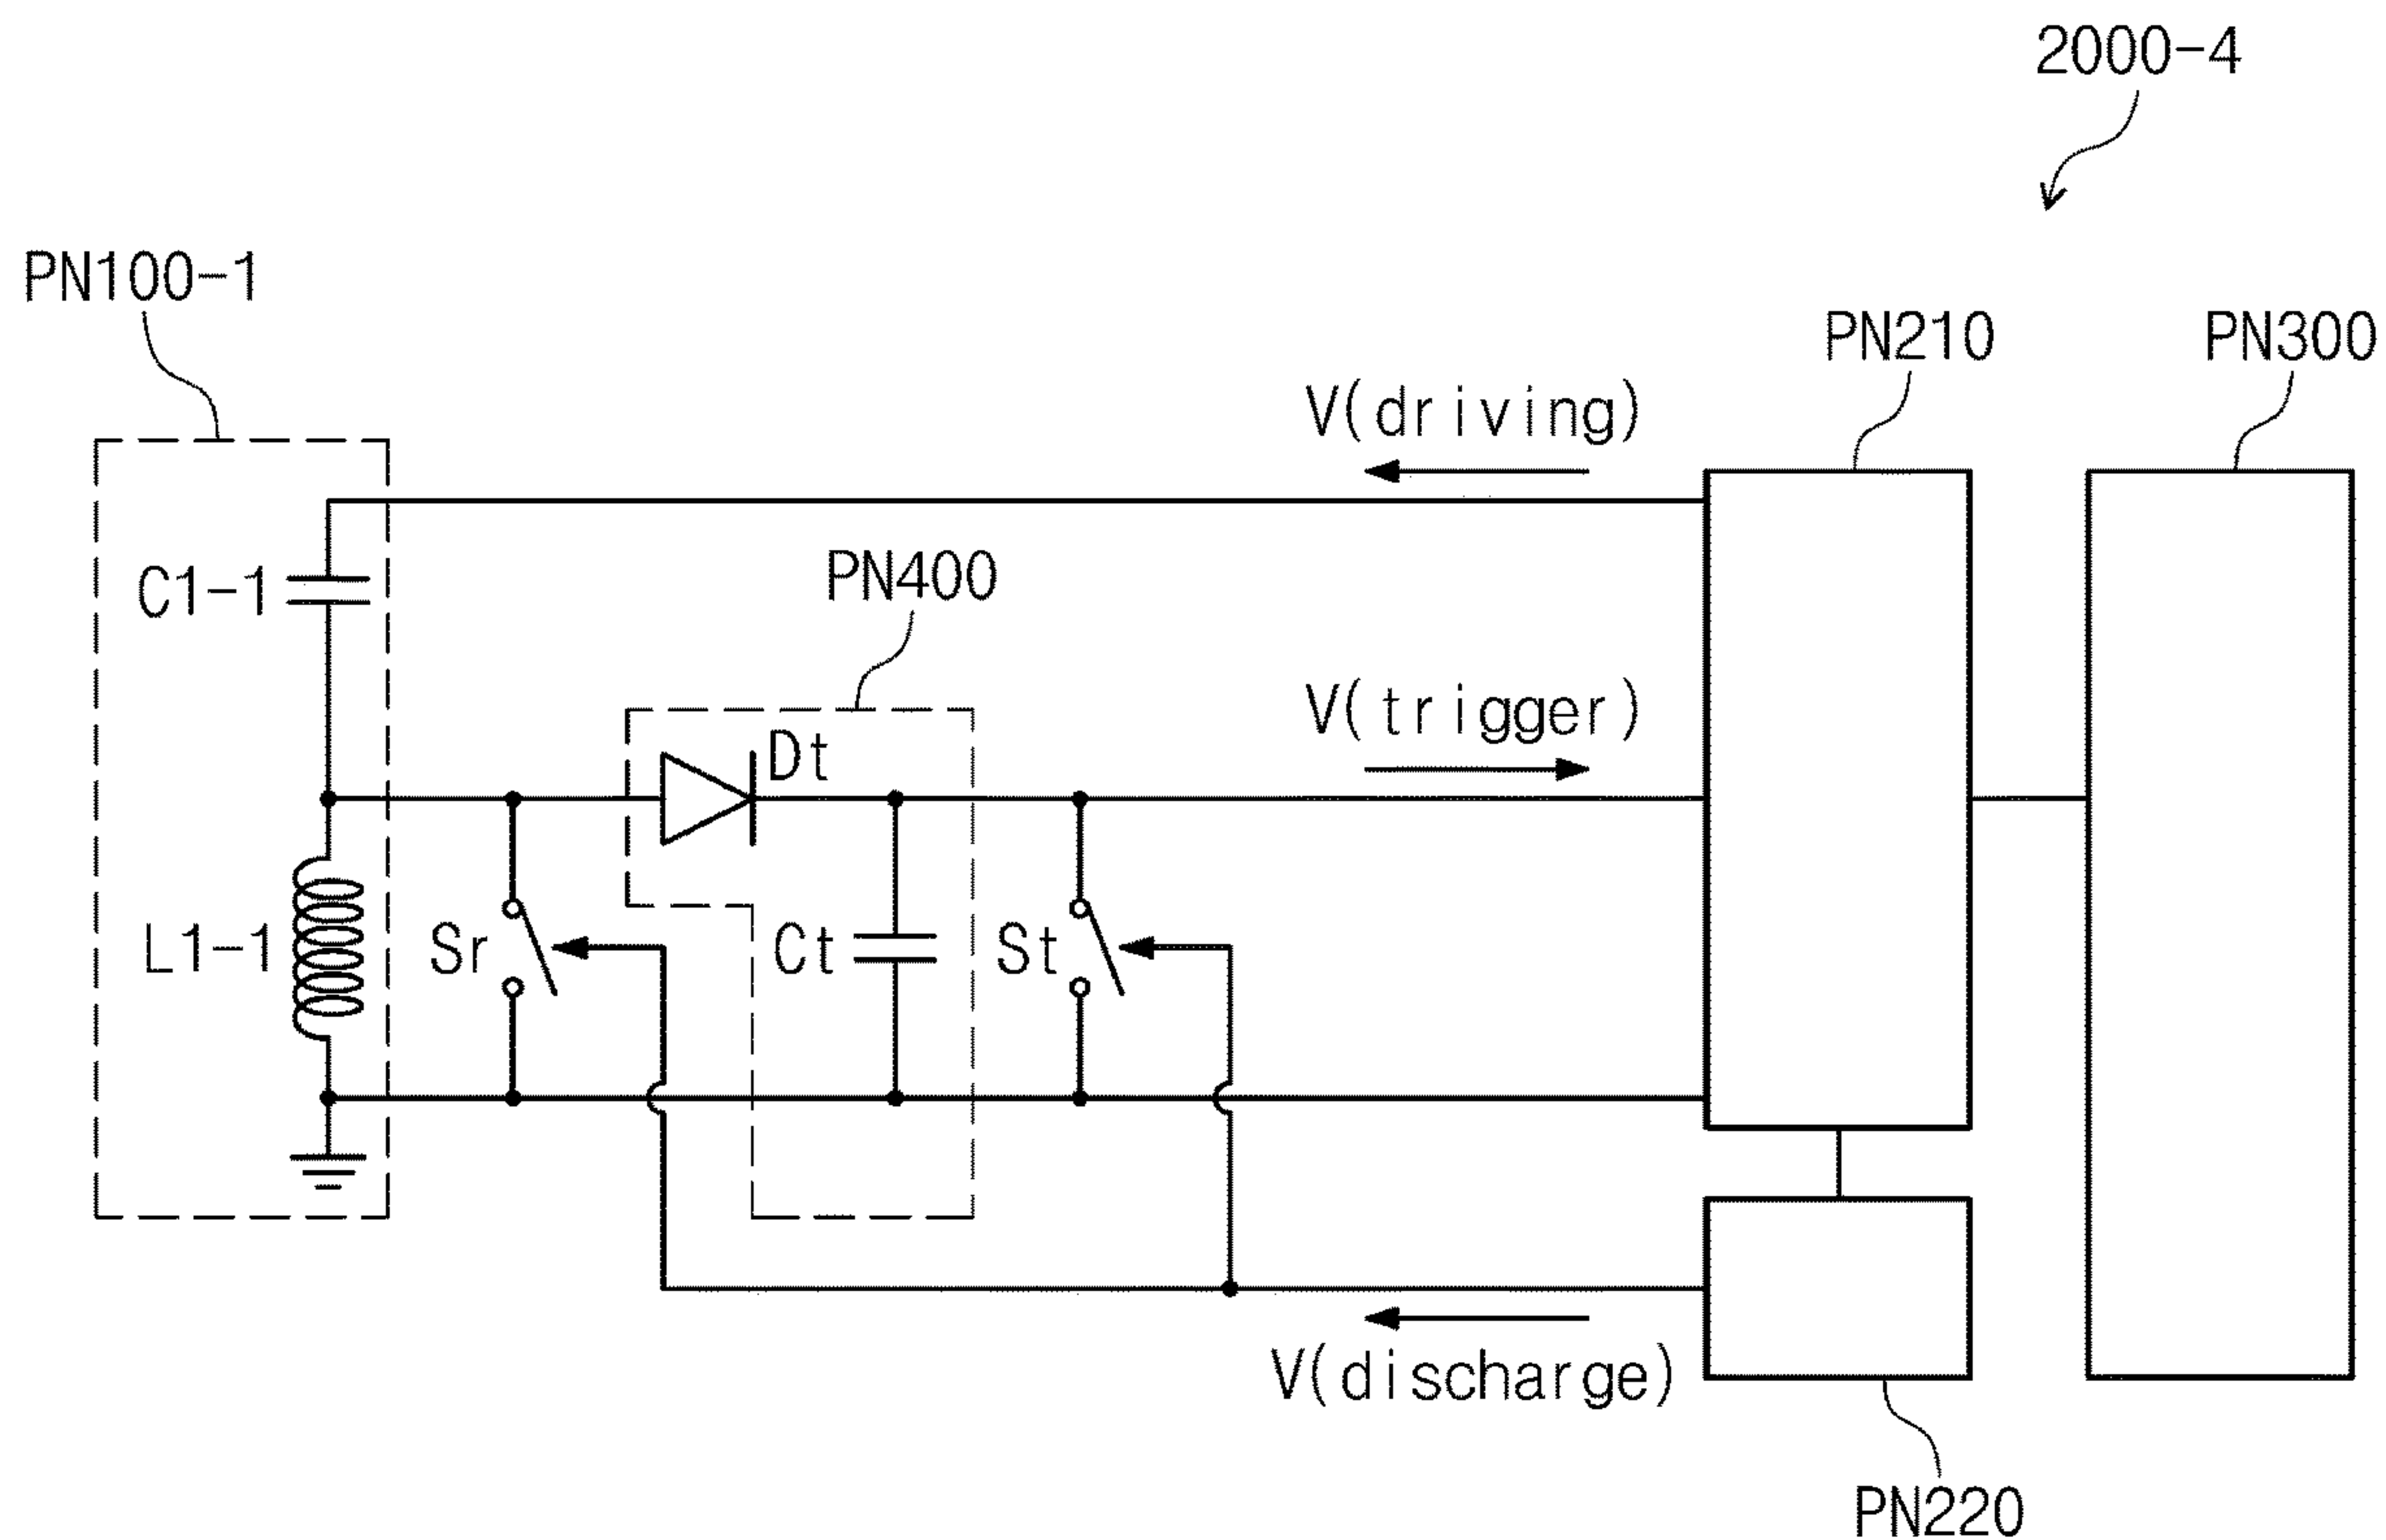 2000-4
PN100-1
PN210
PN300
V(driving)
C1-1
PN400
V(trigger)
Dt
L1-1
Sr
Ct
St
V(discharge)
PN220